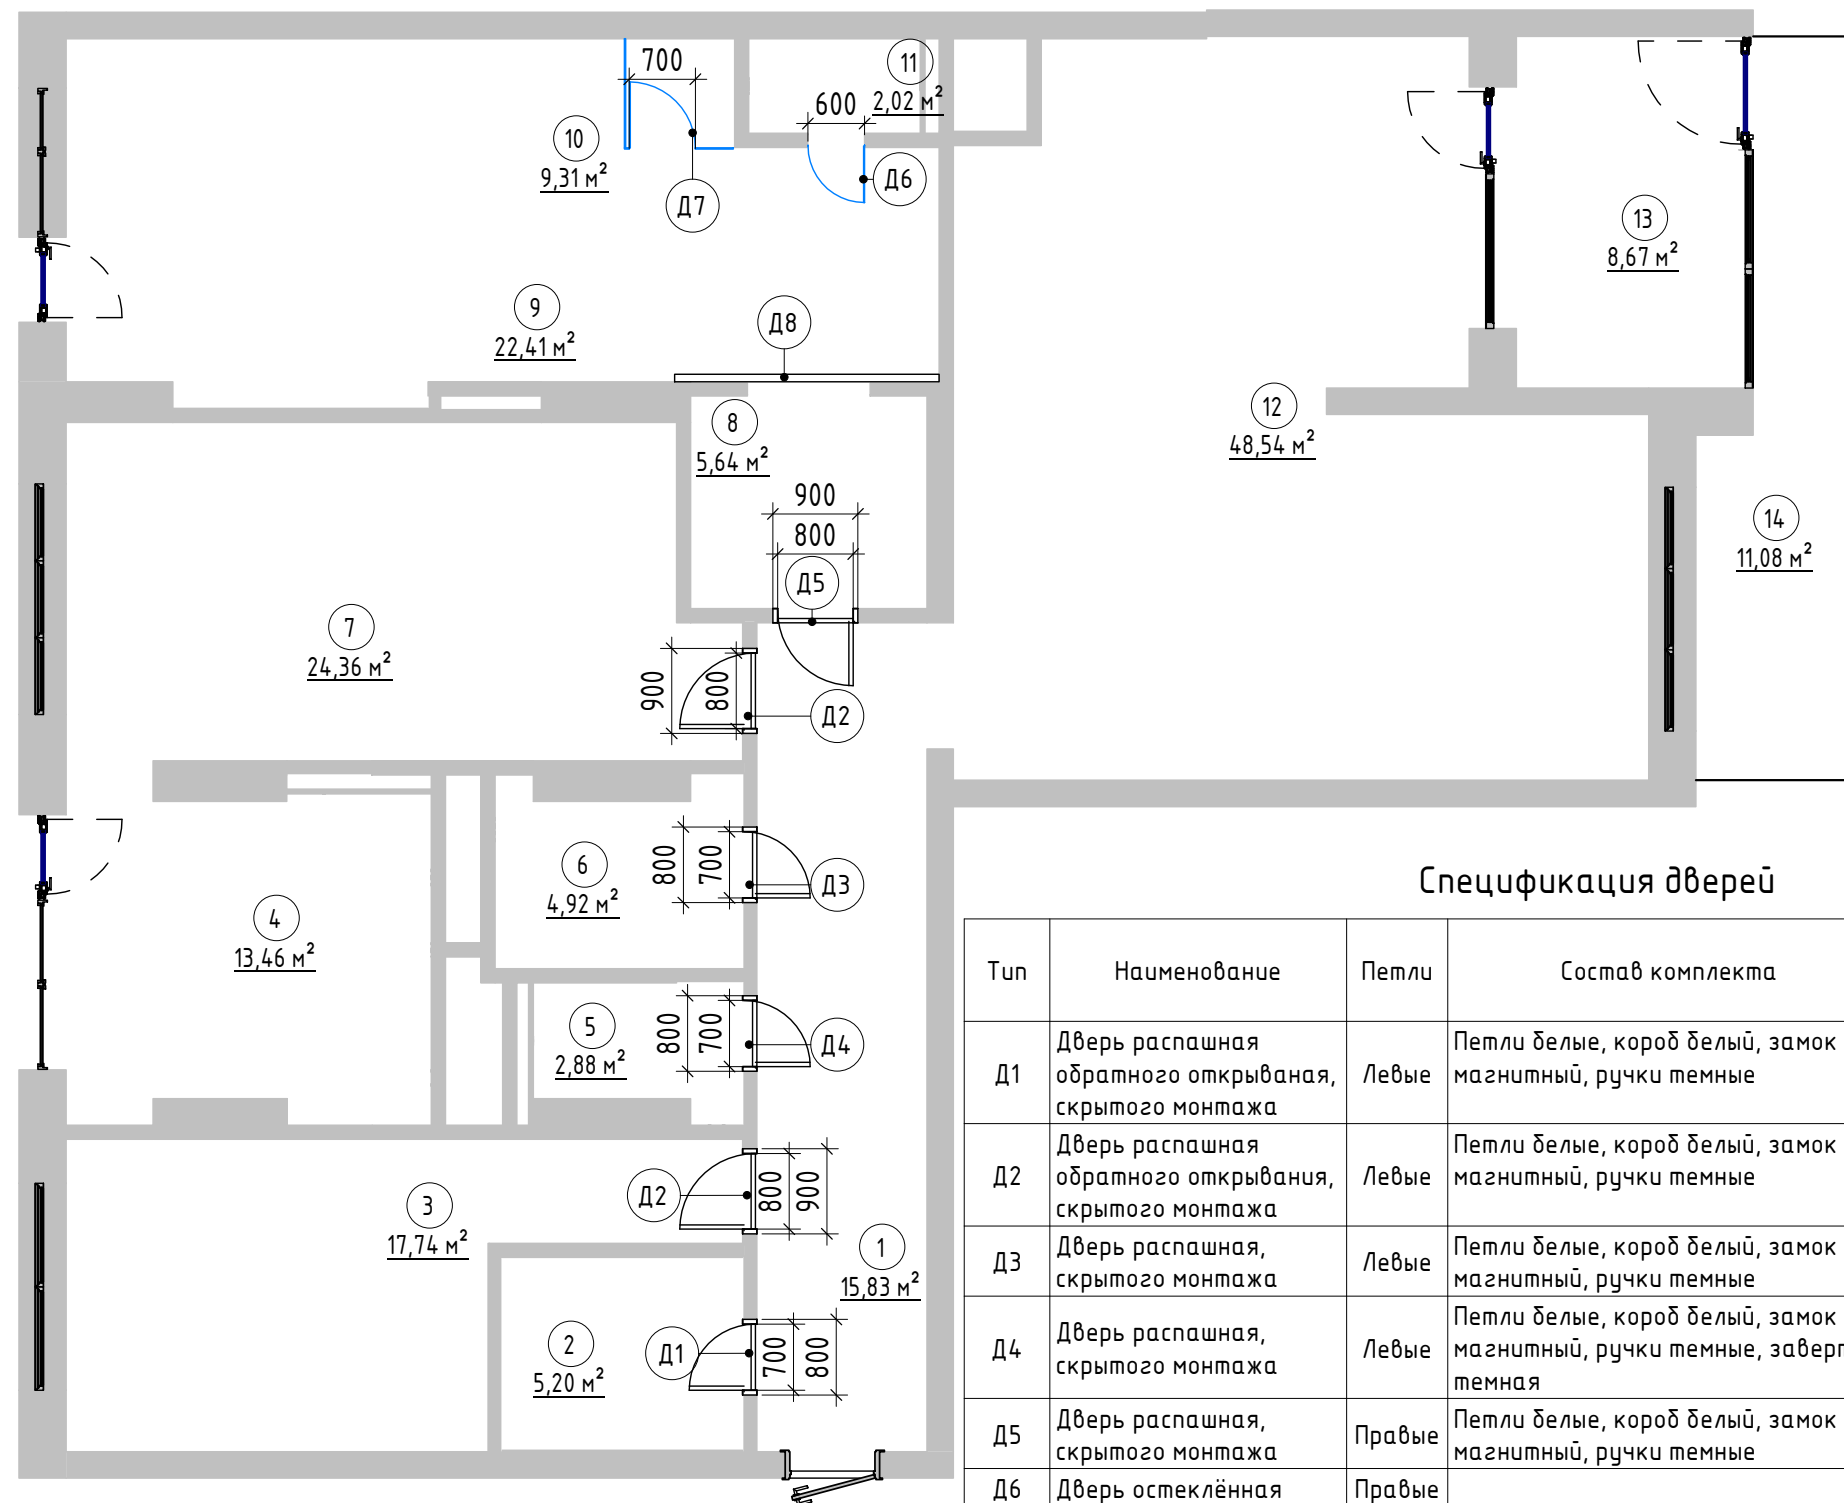 700
11
2,02 м²
600
10
9,31 м²
Д7
Д6
13
8,67 м²
9
22,41 м²
Д8
8
5,64 м²
12
48,54 м²
900
800
Д5
14
11,08 м²
7
24,36 м²
900
800
Д2
6
4,92 м²
800
700
Д3
4
13,46 м²
5
2,88 м²
800
700
Д4
3
17,74 м²
Д2
800
900
1
15,83 м²
2
5,20 м²
Д1
700
800
Спецификация дверей
Тип Наименование Петли Состав комплекта
Д1 Дверь распашная обратного открываная, скрытого монтажа Левые Петли белые, короб белый, замок магнитный, ручки темные
Д2 Дверь распашная обратного открывания, скрытого монтажа Левые Петли белые, короб белый, замок магнитный, ручки темные
Д3 Дверь распашная, скрытого монтажа Левые Петли белые, короб белый, замок магнитный, ручки темные
Д4 Дверь распашная, скрытого монтажа Левые Петли белые, короб белый, замок магнитный, ручки темные, темная
Д5 Дверь распашная, скрытого монтажа Правые Петли белые, короб белый, замок магнитный, ручки темные
Д6 Дверь остеклённая Правые